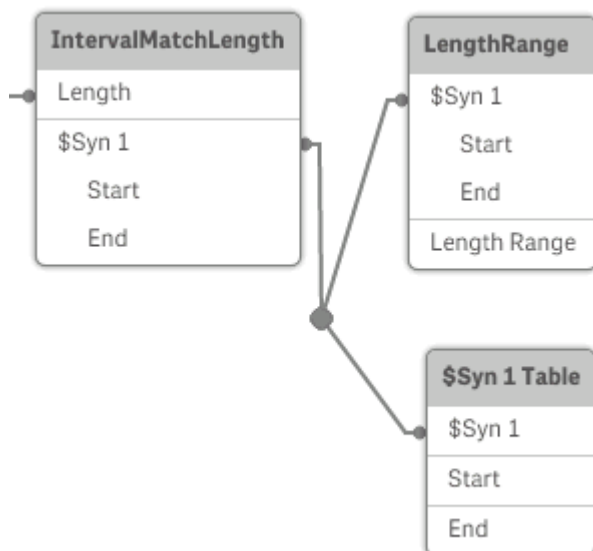 IntervalMatchLength
Length
$Syn 1
Start
End
LengthRange
$Syn 1
Start
End
Length Range
$Syn 1 Table
$Syn 1
Start
End